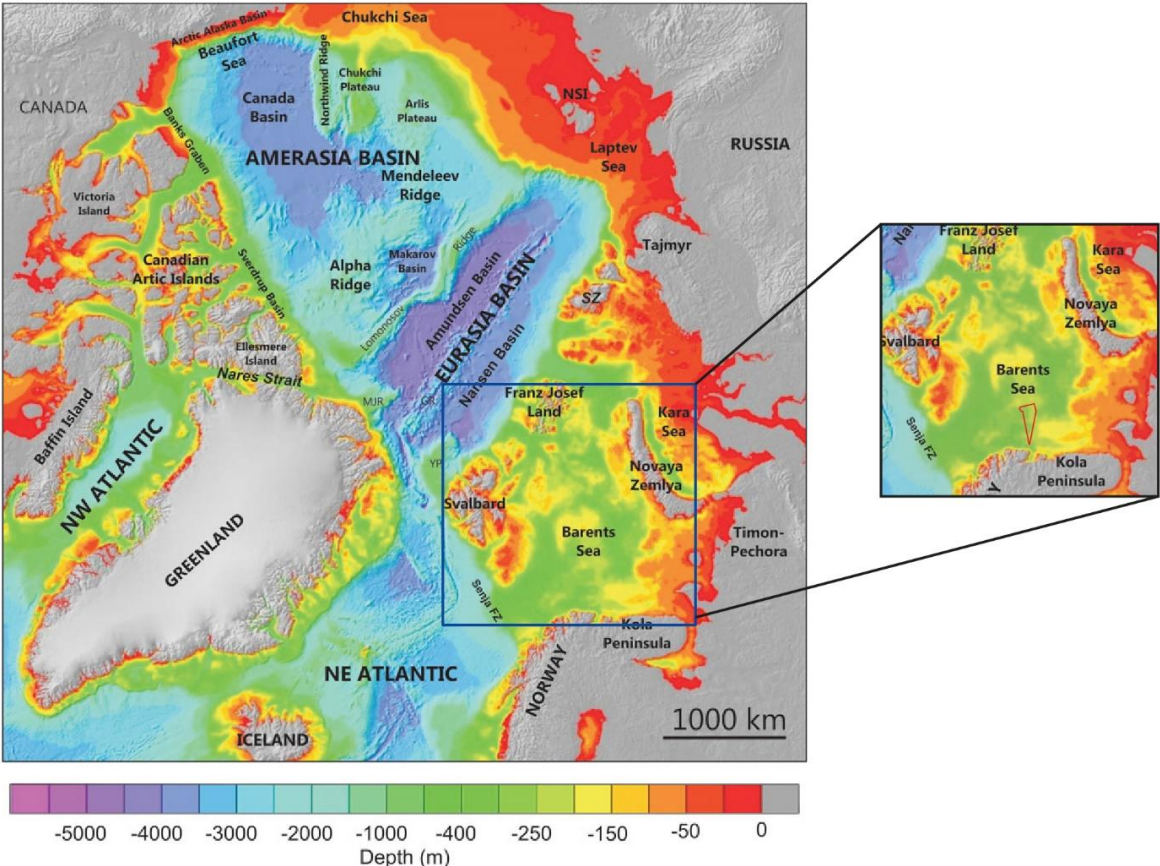 Arctic Alaska Basin
Chukchi Sea
Beaufort
Sea
Northwind Ridge
Chukchi
Plateau
CANADA
Canada
Basin
Arlis
Plateau
NSI
Banks Graben
RUSSIA
Laptev
Sea
AMERASIA BASIN
Mendeleev
Ridge
Victoria
Island
Tajmyr
Canadian
Artic Islands
Sverdrup Basin
Alpha
Ridge
Makarov
Basin
Lomonosov
Ridge
Amundsen Basin
EURASIA BASIN
Nansen Basin
SZ
Ellesmere
Island
Nares Strait
MJR
GR
Franz Josef
Land
Kara
Sea
Baffin Island
NW ATLANTIC
YP
Novaya
Zemlya
Svalbard
GREENLAND
Barents
Sea
Timon-
Pechora
Senja FZ
Kola
Peninsula
NE ATLANTIC
NORWAY
1000 km
ICELAND
Nan
Franz Josef
Land
Kara
Sea
Novaya
Zemlya
Svalbard
Barents
Sea
Senja FZ
Kola
Peninsula
Y
-5000 -4000 -3000 -2000 -1000 -400 -250 -150 -50 0
Depth (m)